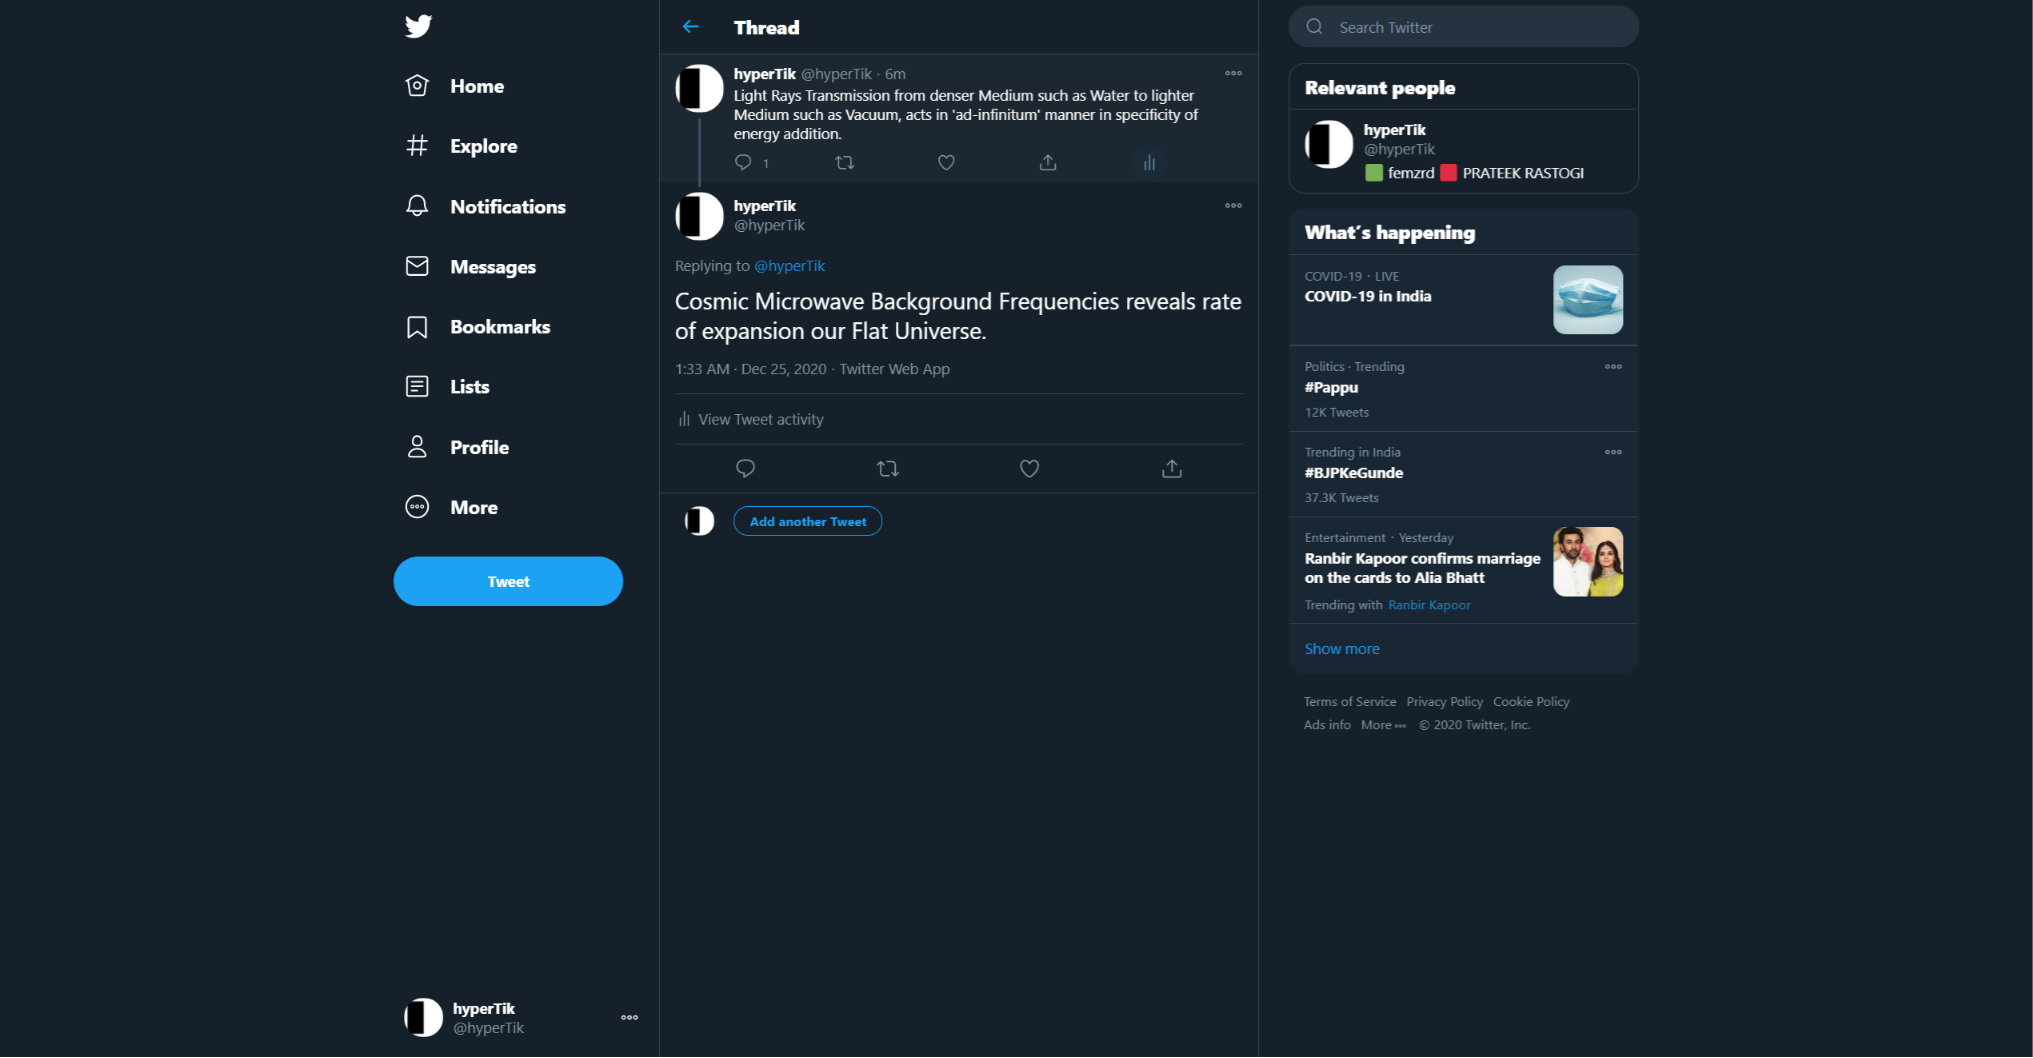 Home
Explore
Notifications
Messages
Bookmarks
Lists
Profile
More
Tweet
hyperTik
@hyperTik
Thread
hyperTik @hyperTik · 6m
Light Rays Transmission from denser Medium such as Water to lighter
Medium such as Vacuum, acts in 'ad-infinitum' manner in specificity of
energy addition.
1
hyperTik
@hyperTik
Replying to @hyperTik
Cosmic Microwave Background Frequencies reveals rate
of expansion our Flat Universe.
1:33 AM · Dec 25, 2020 · Twitter Web App
View Tweet activity
Add another Tweet
Search Twitter
Relevant people
hyperTik
@hyperTik
femzrd PRATEEK RASTOGI
What's happening
COVID-19 · LIVE
COVID-19 in India
Politics · Trending
#Pappu
12K Tweets
Trending in India
#BJPKeGunde
37.3K Tweets
Entertainment · Yesterday
Ranbir Kapoor confirms marriage
on the cards to Alia Bhatt
Trending with Ranbir Kapoor
Show more
Terms of Service Privacy Policy Cookie Policy
Ads info More © 2020 Twitter, Inc.